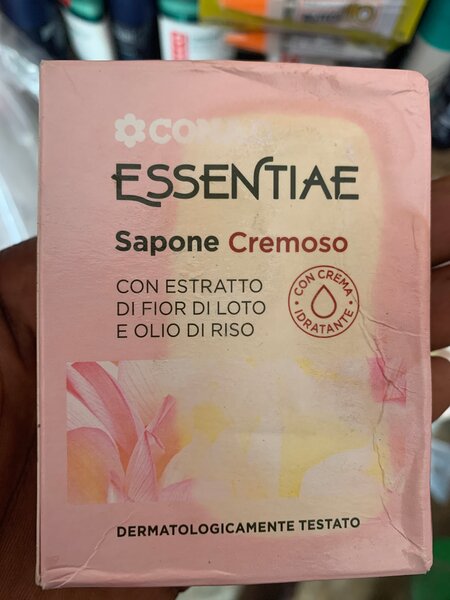 ESSENTIAE
Sapone Cremoso
CON ESTRATTO
DI FIOR DI LOTO
E OLIO DI RISO
CON CREMA
IDRATANTE
DERMATOLOGICAMENTE TESTATO